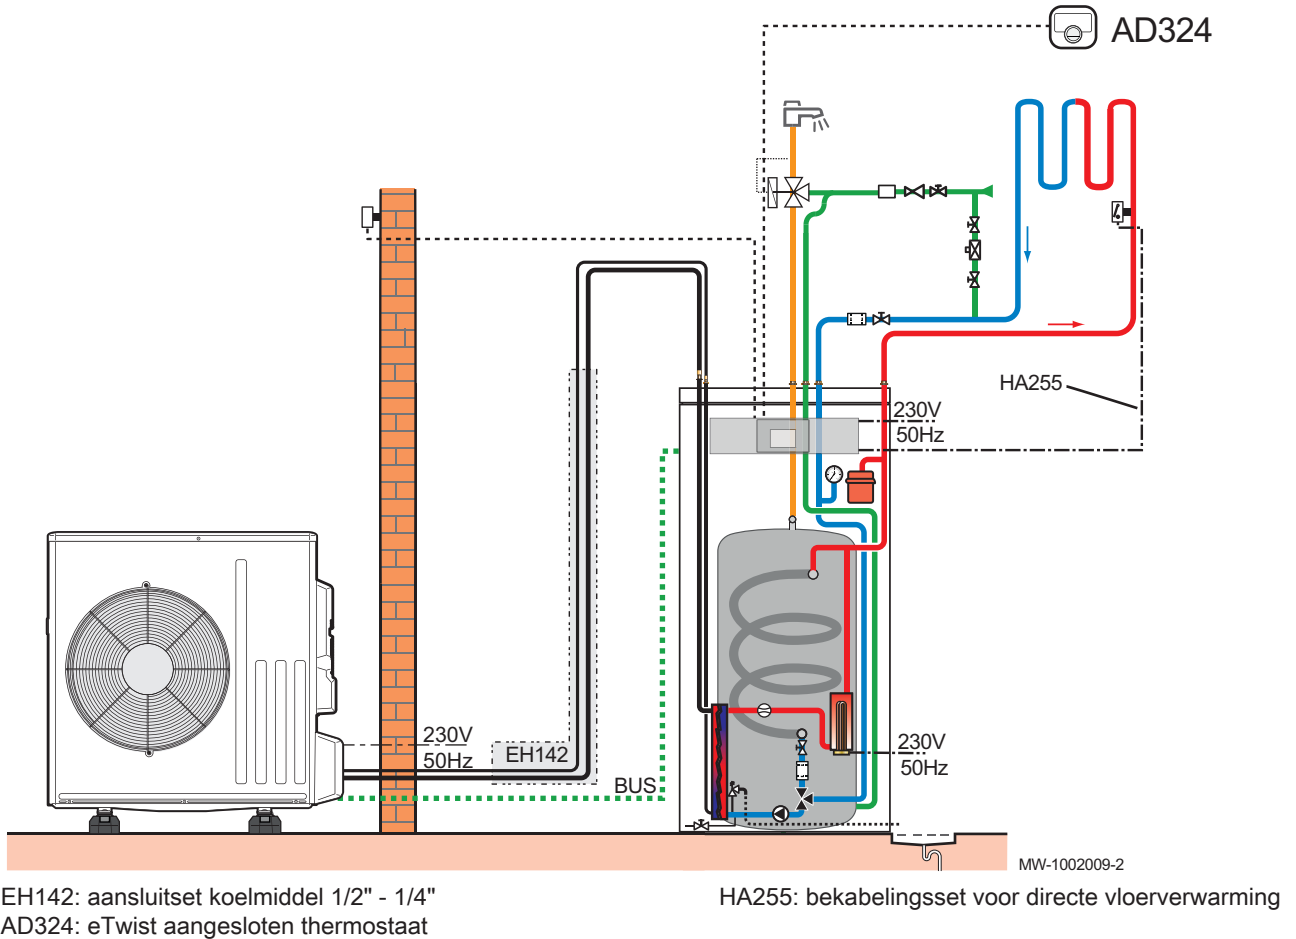 AD324
HA255
230V
50Hz
230V
50Hz
EH142
BUS
230V
50Hz
MW-1002009-2
EH142: aansluitset koelmiddel 1/2" - 1/4"
HA255: bekabelingsset voor directe vloerverwarming
AD324: eTwist aangesloten thermostaat